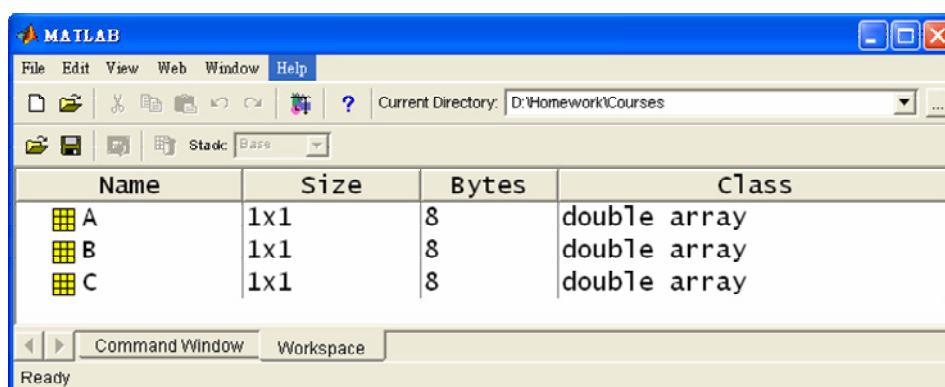 MATLAB
File Edit View Web Window Help
? Current Directory: D:\Homework\Courses ...
Stack: Base
Name Size Bytes Class
A 1x1 8 double array
B 1x1 8 double array
C 1x1 8 double array
Command Window Workspace
Ready